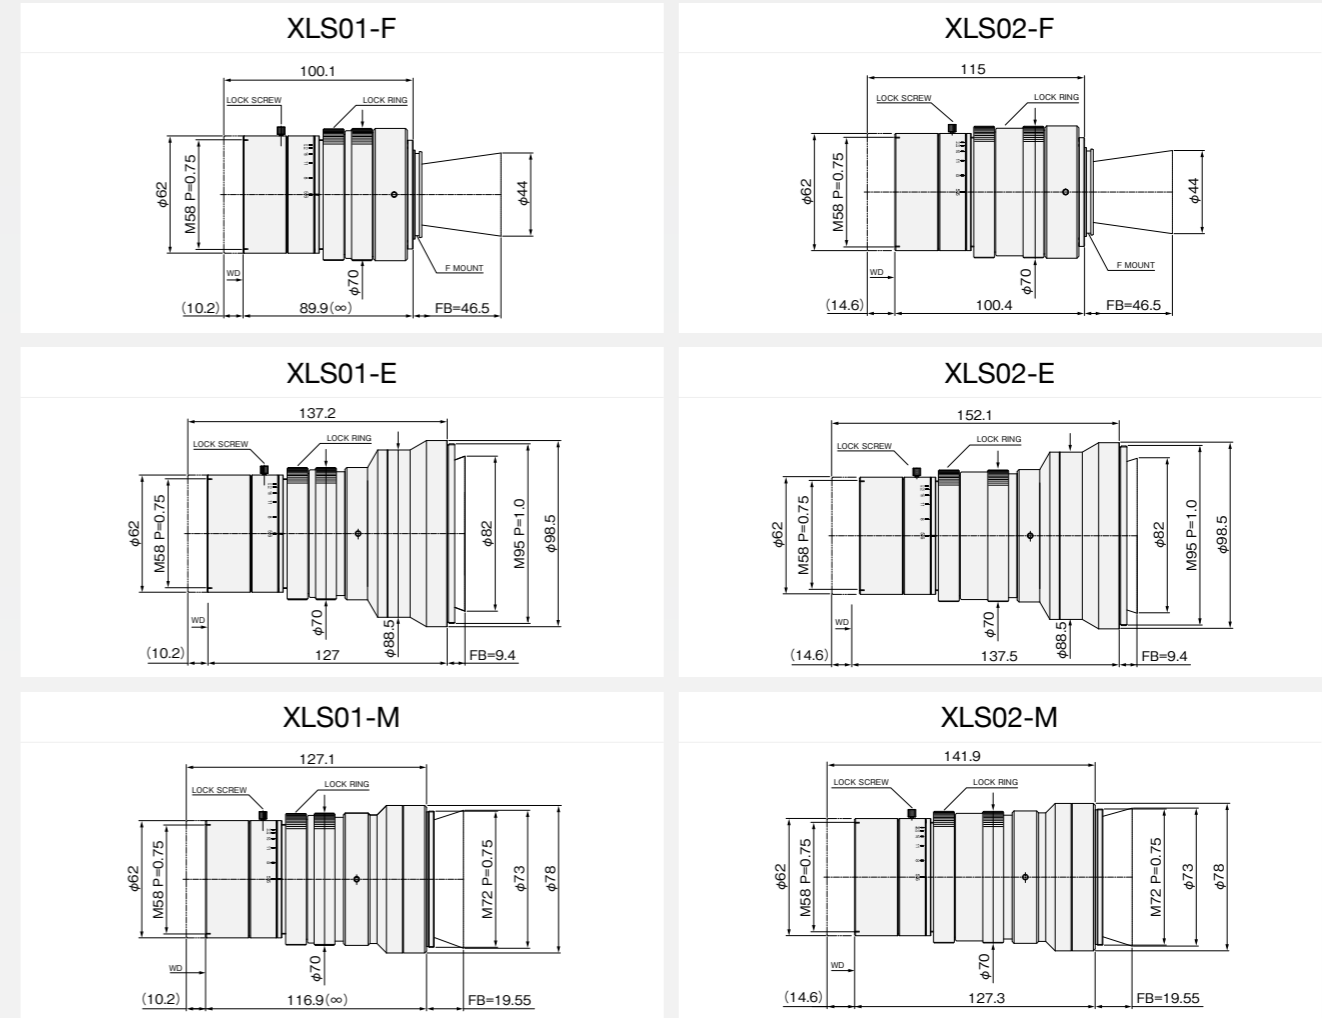 XLS01-F
100.1
LOCK SCREW
LOCK RING
φ62
M58 P=0.75
φ44
WD
F MOUNT
φ70
(10.2)
89.9(∞)
FB=46.5
XLS02-F
115
LOCK SCREW
LOCK RING
φ62
M58 P=0.75
φ44
WD
F MOUNT
φ70
(14.6)
100.4
FB=46.5
XLS01-E
137.2
LOCK SCREW
LOCK RING
φ62
M58 P=0.75
φ82
M95 P=1.0
φ98.5
WD
φ70
φ88.5
(10.2)
127
FB=9.4
XLS02-E
152.1
LOCK SCREW
LOCK RING
φ62
M58 P=0.75
φ82
M95 P=1.0
φ98.5
WD
φ70
φ88.5
(14.6)
137.5
FB=9.4
XLS01-M
127.1
LOCK SCREW
LOCK RING
φ62
M58 P=0.75
M72 P=0.75
φ73
φ78
WD
φ70
(10.2)
116.9(∞)
FB=19.55
XLS02-M
141.9
LOCK SCREW
LOCK RING
φ62
M58 P=0.75
M72 P=0.75
φ73
φ78
WD
φ70
(14.6)
127.3
FB=19.55